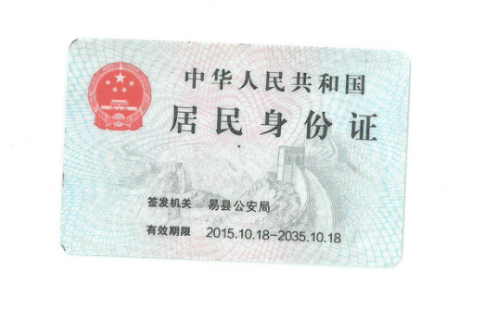 中华人民共和国
居民身份证
签发机关 易县公安局
有效期限 2015.10.18-2035.10.18